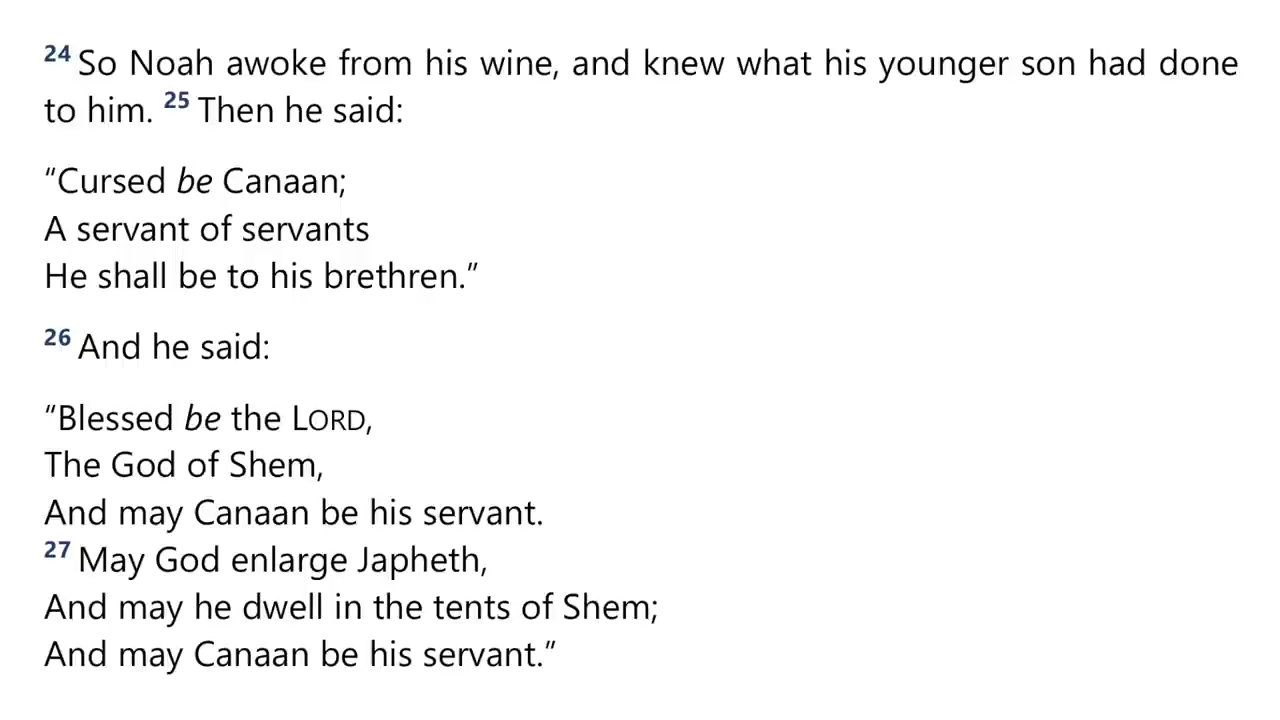 24 So Noah awoke from his wine, and knew what his younger son had done
to him. 25 Then he said:
“Cursed be Canaan;
A servant of servants
He shall be to his brethren.”
26 And he said:
“Blessed be the LORD,
The God of Shem,
And may Canaan be his servant.
27 May God enlarge Japheth,
And may he dwell in the tents of Shem;
And may Canaan be his servant.”